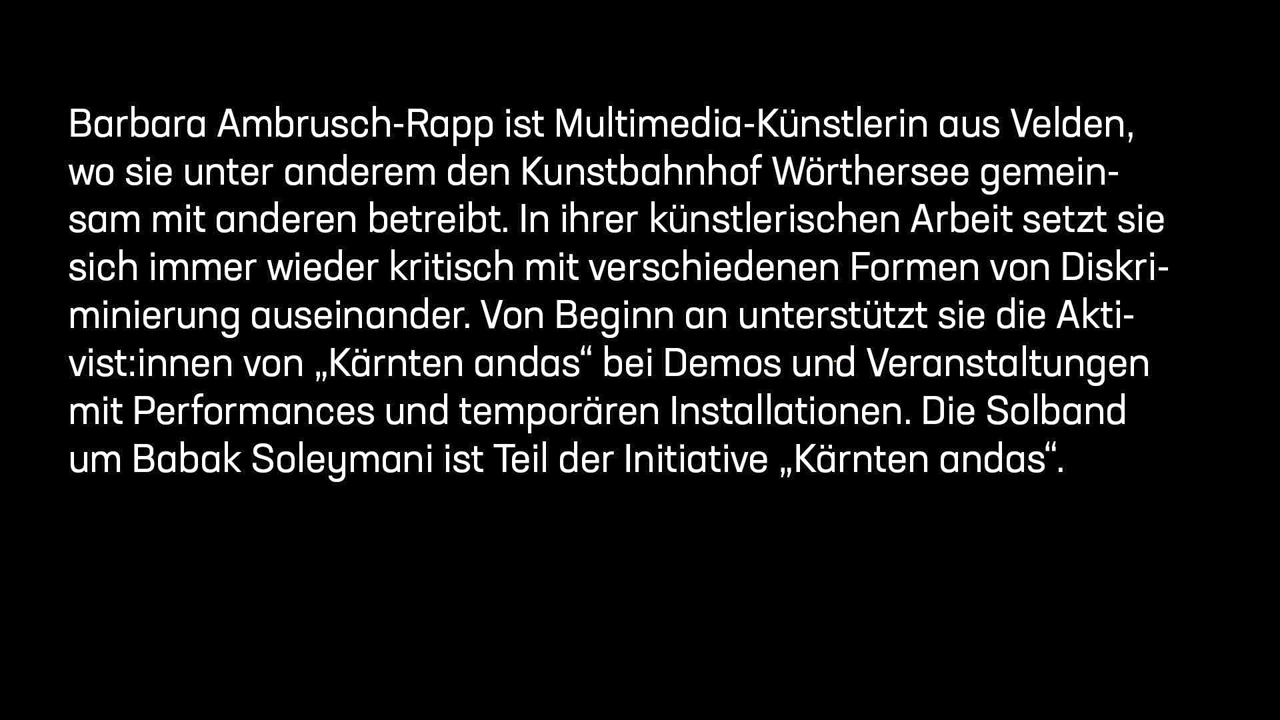 Barbara Ambrusch-Rapp ist Multimedia-Künstlerin aus Velden,
wo sie unter anderem den Kunstbahnhof Wörthersee gemein-
sam mit anderen betreibt. In ihrer künstlerischen Arbeit setzt sie
sich immer wieder kritisch mit verschiedenen Formen von Diskri-
minierung auseinander. Von Beginn an unterstützt sie die Akti-
vist:innen von „Kärnten andas“ bei Demos und Veranstaltungen
mit Performances und temporären Installationen. Die Solband
um Babak Soleymani ist Teil der Initiative „Kärnten andas“.